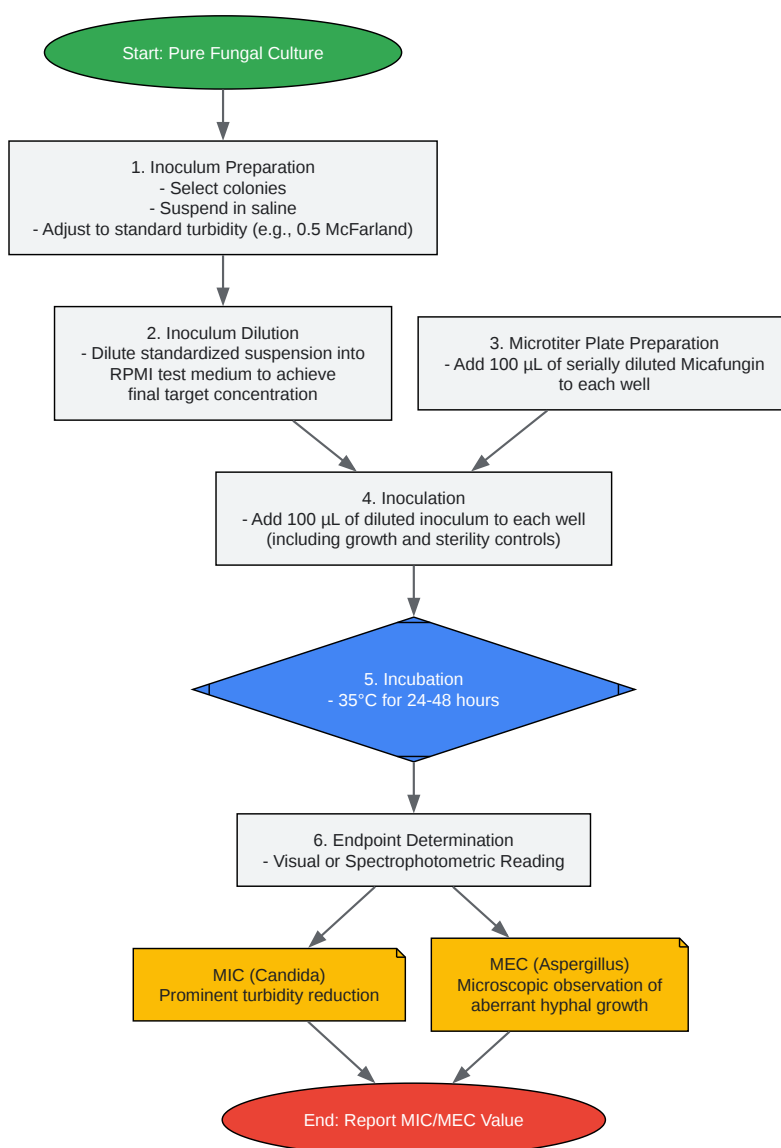 Start: Pure Fungal Culture
1. Inoculum Preparation
- Select colonies
- Suspend in saline
- Adjust to standard turbidity (e.g., 0.5 McFarland)
2. Inoculum Dilution
- Dilute standardized suspension into
RPMI test medium to achieve
final target concentration
3. Microtiter Plate Preparation
- Add 100 µL of serially diluted Micafungin
to each well
4. Inoculation
- Add 100 µL of diluted inoculum to each well
(including growth and sterility controls)
5. Incubation
- 35°C for 24-48 hours
6. Endpoint Determination
- Visual or Spectrophotometric Reading
MIC (Candida)
Prominent turbidity reduction
MEC (Aspergillus)
Microscopic observation of
aberrant hyphal growth
End: Report MIC/MEC Value